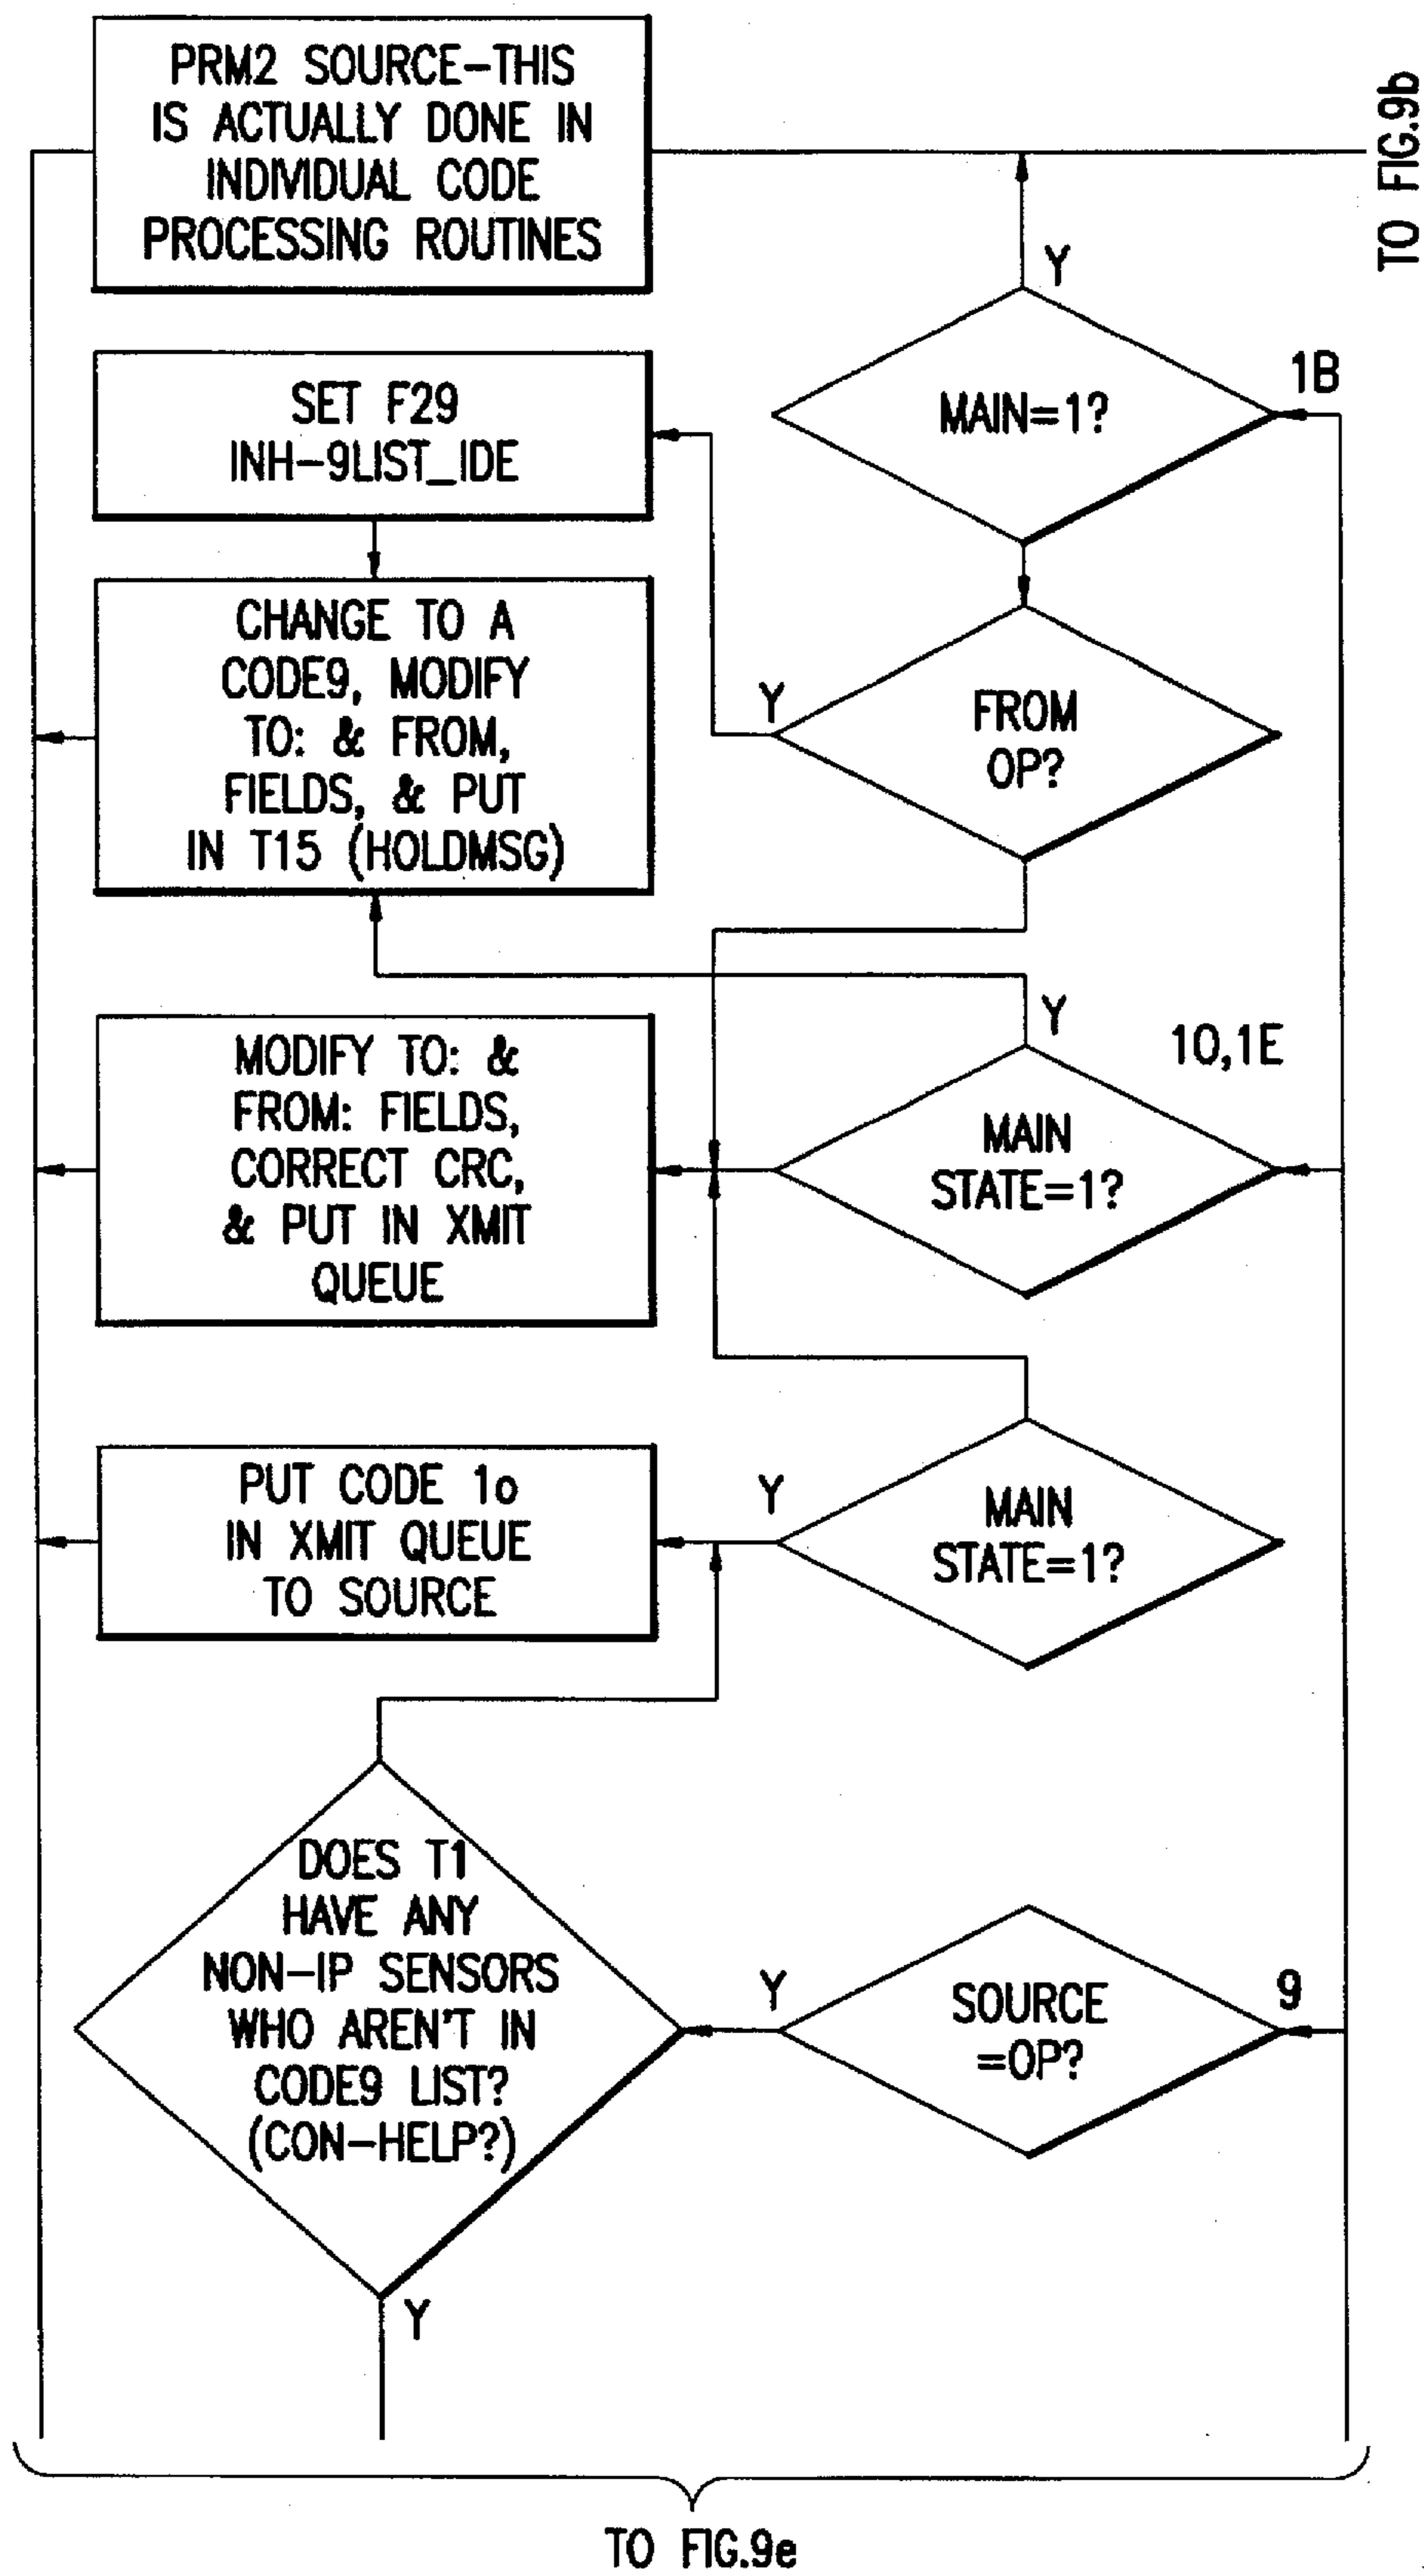 PRM2 SOURCE-THIS
IS ACTUALLY DONE IN
INDIVIDUAL CODE
PROCESSING ROUTINES
TO FIG.9b
Y
MAIN=1?
1B
SET F29
INH-9LIST_IDE
CHANGE TO A
CODE9, MODIFY
TO: & FROM,
FIELDS, & PUT
IN T15 (HOLDMSG)
Y
FROM
OP?
Y
10,1E
MODIFY TO: &
FROM: FIELDS,
CORRECT CRC,
& PUT IN XMIT
QUEUE
MAIN
STATE=1?
PUT CODE 1o
IN XMIT QUEUE
TO SOURCE
Y
MAIN
STATE=1?
DOES T1
HAVE ANY
NON-IP SENSORS
WHO AREN'T IN
CODE9 LIST?
(CON-HELP?)
Y
SOURCE
=OP?
9
Y
TO FIG.9e